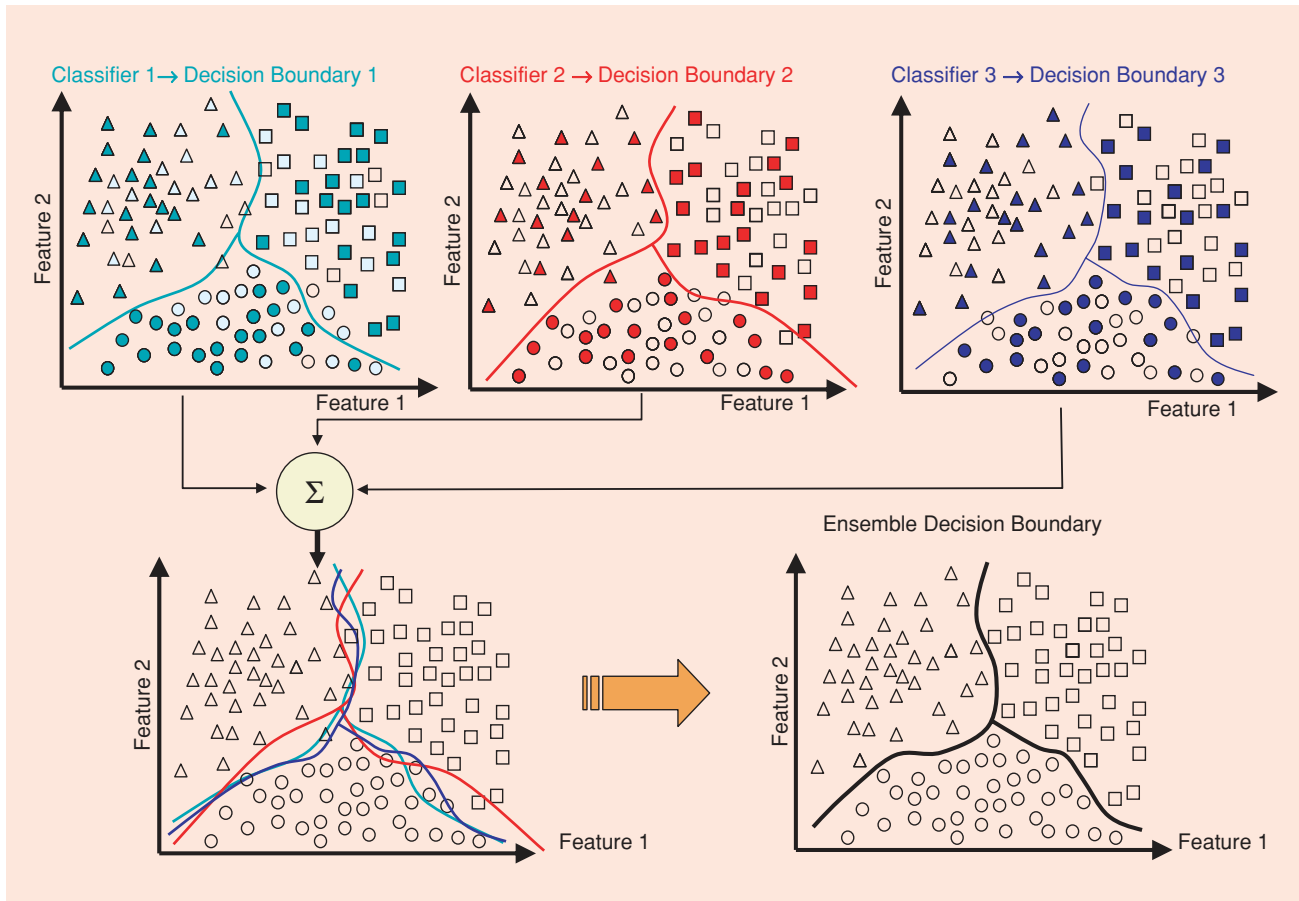 Classifier 1→ Decision Boundary 1
Classifier 2 → Decision Boundary 2
Classifier 3 → Decision Boundary 3
Feature 2
Feature 1
Feature 2
Feature 1
Feature 2
Feature 1
Σ
Ensemble Decision Boundary
Feature 2
Feature 1
Feature 2
Feature 1